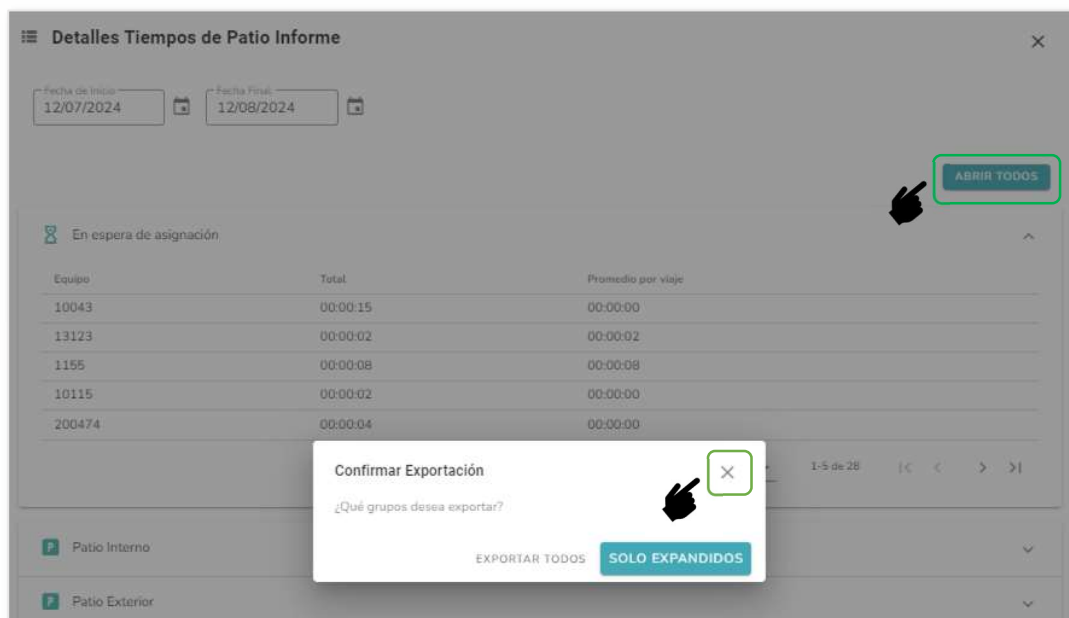 Detalles Tiempos de Patio Informe
Fecha de Inicio
12/07/2024
Fecha Final
12/08/2024
ABRIR TODOS
En espera de asignación
Equipo Total Promedio por viaje
10043 00:00:15 00:00:00
13123 00:00:02 00:00:02
1155 00:00:08 00:00:08
10115 00:00:02 00:00:00
200474 00:00:04 00:00:00
1-5 de 28
Confirmar Exportación
¿Qué grupos desea exportar?
EXPORTAR TODOS
SOLO EXPANDIDOS
P Patio Interno
P Patio Exterior